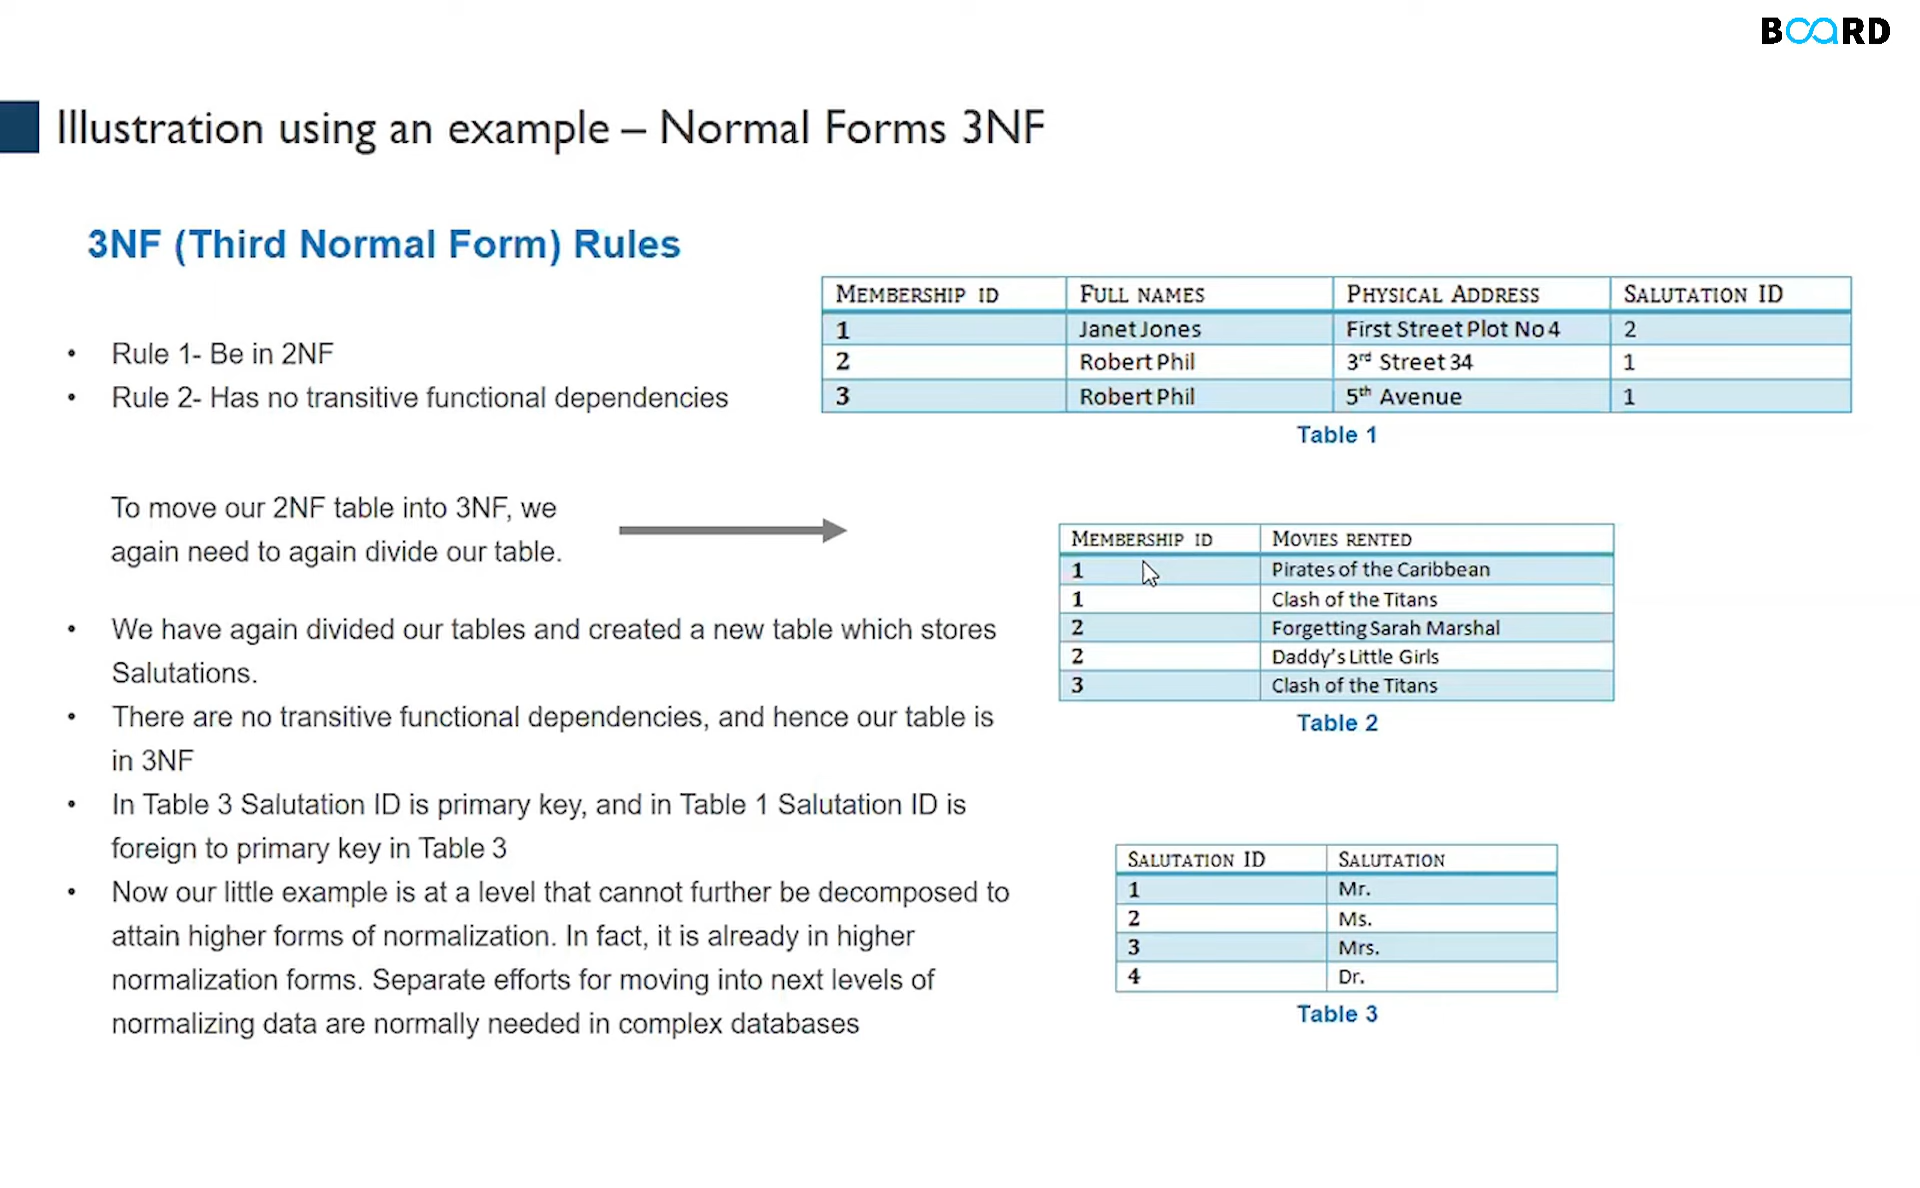 BOARD
Illustration using an example – Normal Forms 3NF
3NF (Third Normal Form) Rules
• Rule 1- Be in 2NF
• Rule 2- Has no transitive functional dependencies
To move our 2NF table into 3NF, we
again need to again divide our table.
• We have again divided our tables and created a new table which stores
Salutations.
• There are no transitive functional dependencies, and hence our table is
in 3NF
• In Table 3 Salutation ID is primary key, and in Table 1 Salutation ID is
foreign to primary key in Table 3
• Now our little example is at a level that cannot further be decomposed to
attain higher forms of normalization. In fact, it is already in higher
normalization forms. Separate efforts for moving into next levels of
normalizing data are normally needed in complex databases
MEMBERSHIP ID FULL NAMES PHYSICAL ADDRESS SALUTATION ID
1 Janet Jones First Street Plot No 4 2
2 Robert Phil 3rd Street 34 1
3 Robert Phil 5th Avenue 1
Table 1
MEMBERSHIP ID MOVIES RENTED
1 Pirates of the Caribbean
1 Clash of the Titans
2 Forgetting Sarah Marshal
2 Daddy's Little Girls
3 Clash of the Titans
Table 2
SALUTATION ID SALUTATION
1 Mr.
2 Ms.
3 Mrs.
4 Dr.
Table 3